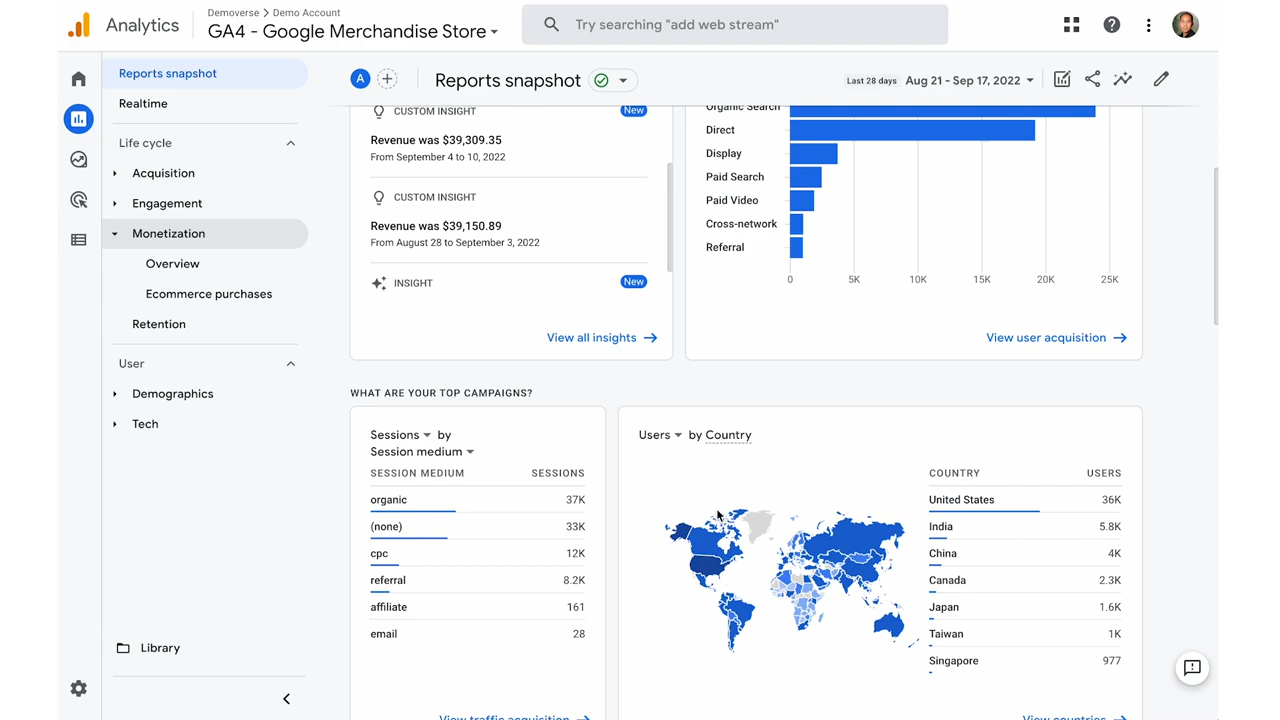 Analytics
Demoverse > Demo Account
GA4 - Google Merchandise Store
Try searching "add web stream"
Reports snapshot
Realtime
Life cycle
Acquisition
Engagement
Monetization
Overview
Ecommerce purchases
Retention
User
Demographics
Tech
Library
A
Reports snapshot
Last 28 days Aug 21 - Sep 17, 2022
CUSTOM INSIGHT New
Revenue was $39,309.35
From September 4 to 10, 2022
CUSTOM INSIGHT
Revenue was $39,150.89
From August 28 to September 3, 2022
INSIGHT New
View all insights
Organic Search
Direct
Display
Paid Search
Paid Video
Cross-network
Referral
0 5K 10K 15K 20K 25K
View user acquisition
WHAT ARE YOUR TOP CAMPAIGNS?
Sessions by
Session medium
SESSION MEDIUM SESSIONS
organic 37K
(none) 33K
cpc 12K
referral 8.2K
affiliate 161
email 28
View traffic acquisition
Users by Country
COUNTRY USERS
United States 36K
India 5.8K
China 4K
Canada 2.3K
Japan 1.6K
Taiwan 1K
Singapore 977
View countries